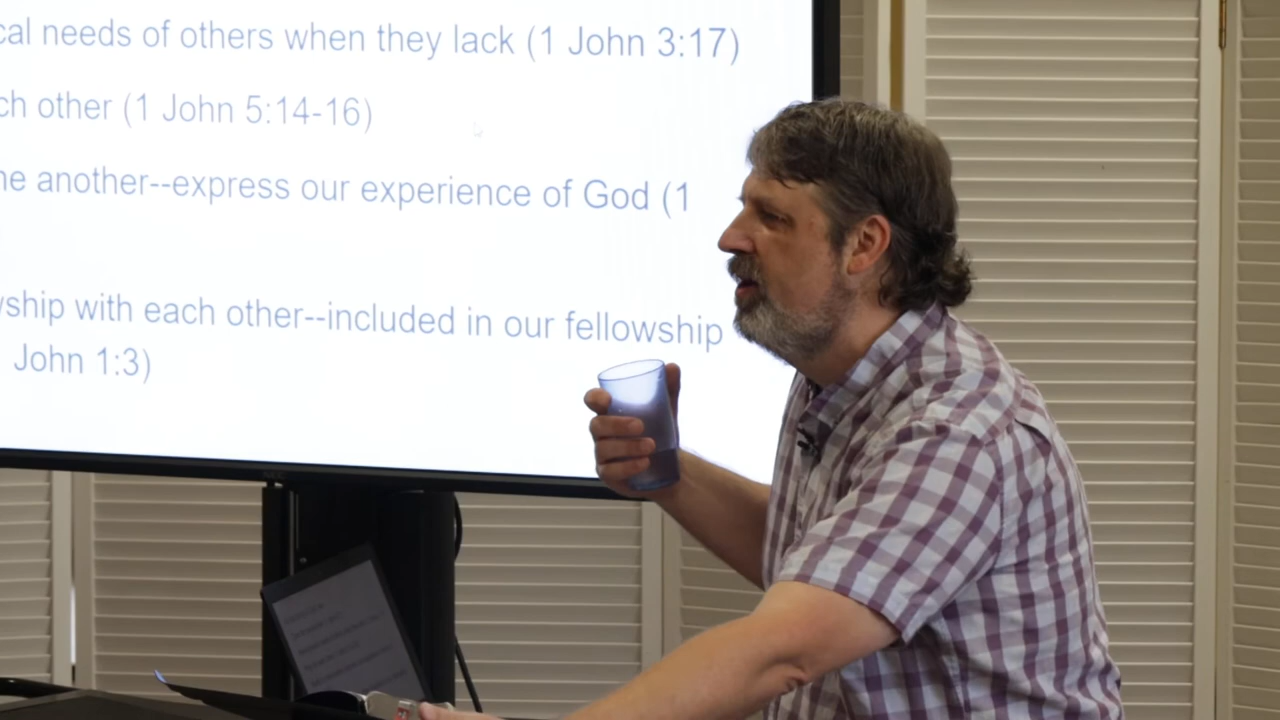 cal needs of others when they lack (1 John 3:17)
ch other (1 John 5:14-16)
ne another--express our experience of God (1
ship with each other--included in our fellowship
John 1:3)